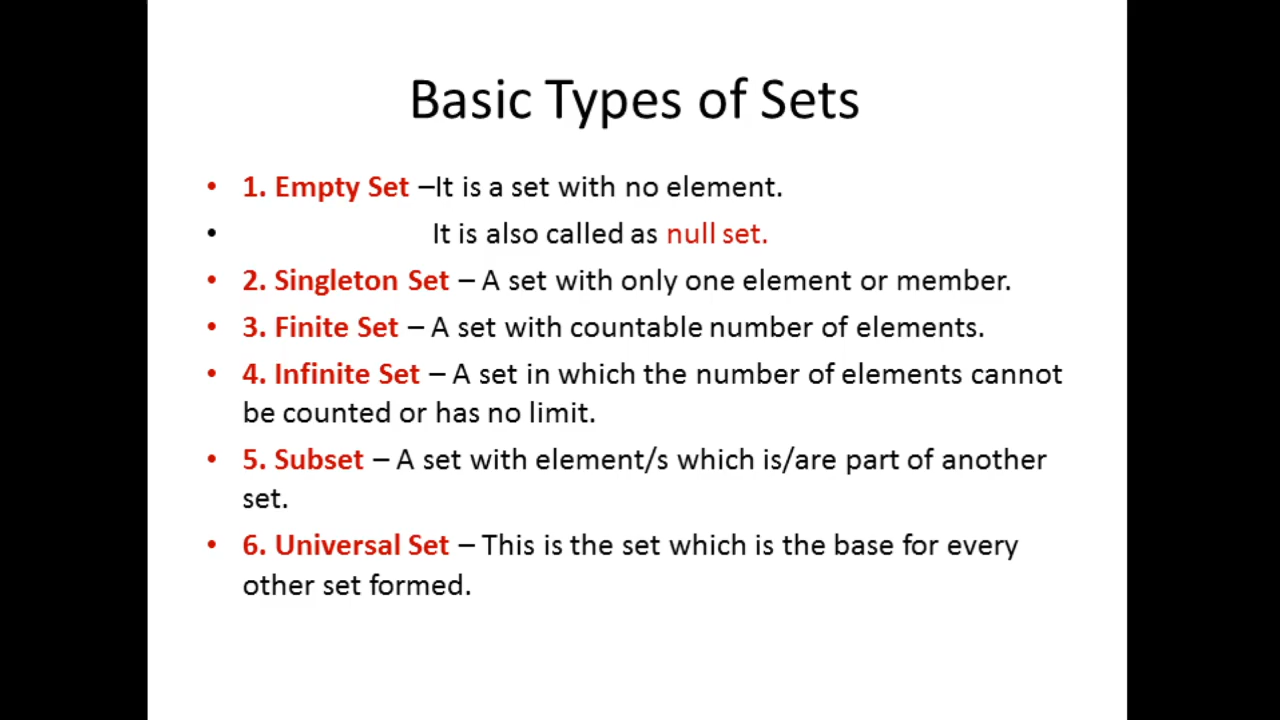 Basic Types of Sets
• 1. Empty Set –It is a set with no element.
• It is also called as null set.
• 2. Singleton Set – A set with only one element or member.
• 3. Finite Set – A set with countable number of elements.
• 4. Infinite Set – A set in which the number of elements cannot
be counted or has no limit.
• 5. Subset – A set with element/s which is/are part of another
set.
• 6. Universal Set – This is the set which is the base for every
other set formed.